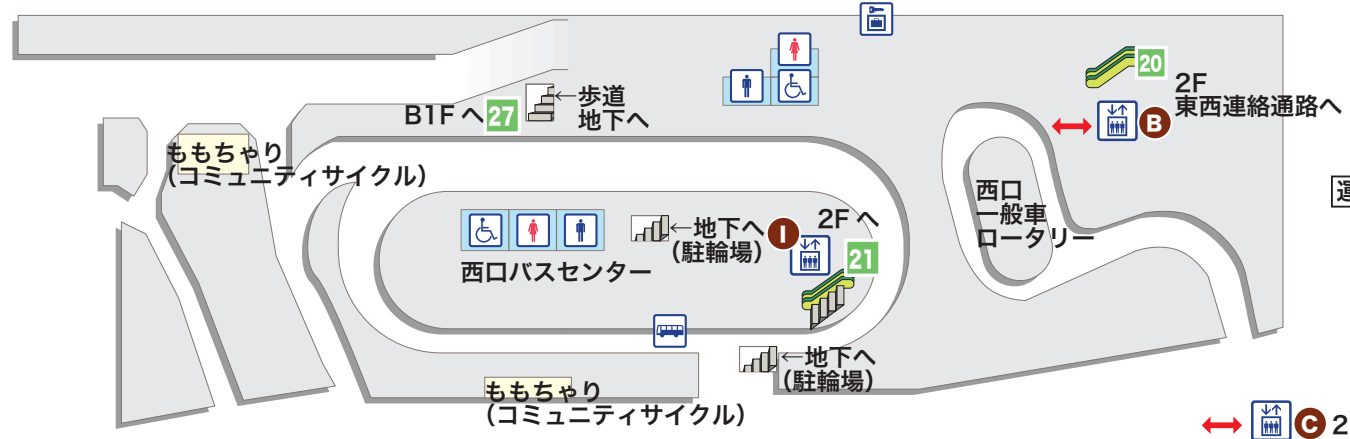 20
2F
東西連絡通路へ
B
B1F へ 27
←歩道
地下へ
ももちゃり
(コミュニティサイクル)
西口
一般車
ロータリー
←地下へ
(駐輪場)
I
2F へ
21
西口バスセンター
←地下へ
(駐輪場)
ももちゃり
(コミュニティサイクル)
C 2